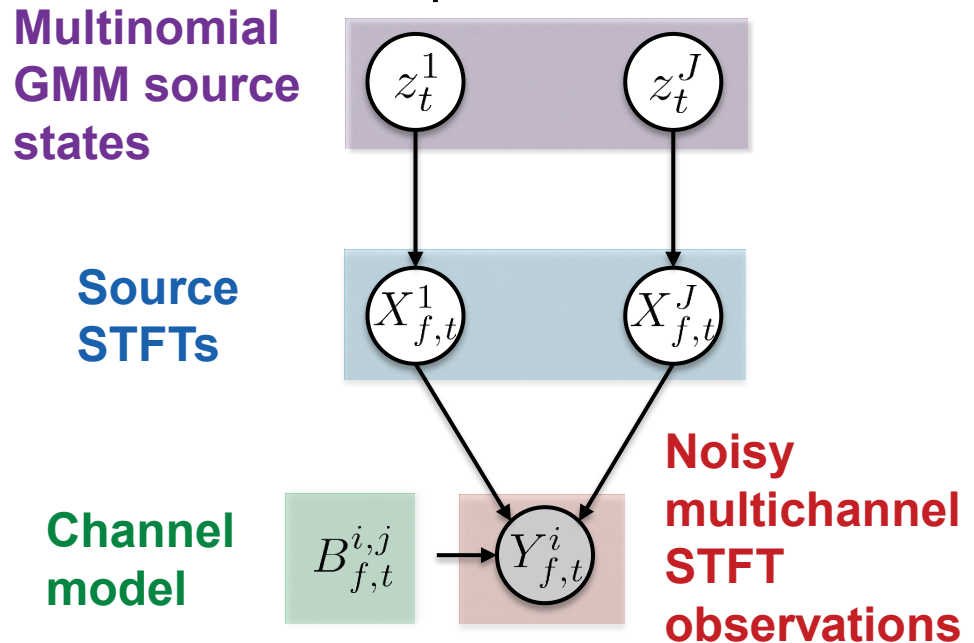 Multinomial
GMM source
states
z_t^1
z_t^J
Source
STFTs
X_{f,t}^1
X_{f,t}^J
Channel
model
B_{f,t}^{i,j}
Y_{f,t}^i
Noisy
multichannel
STFT
observations